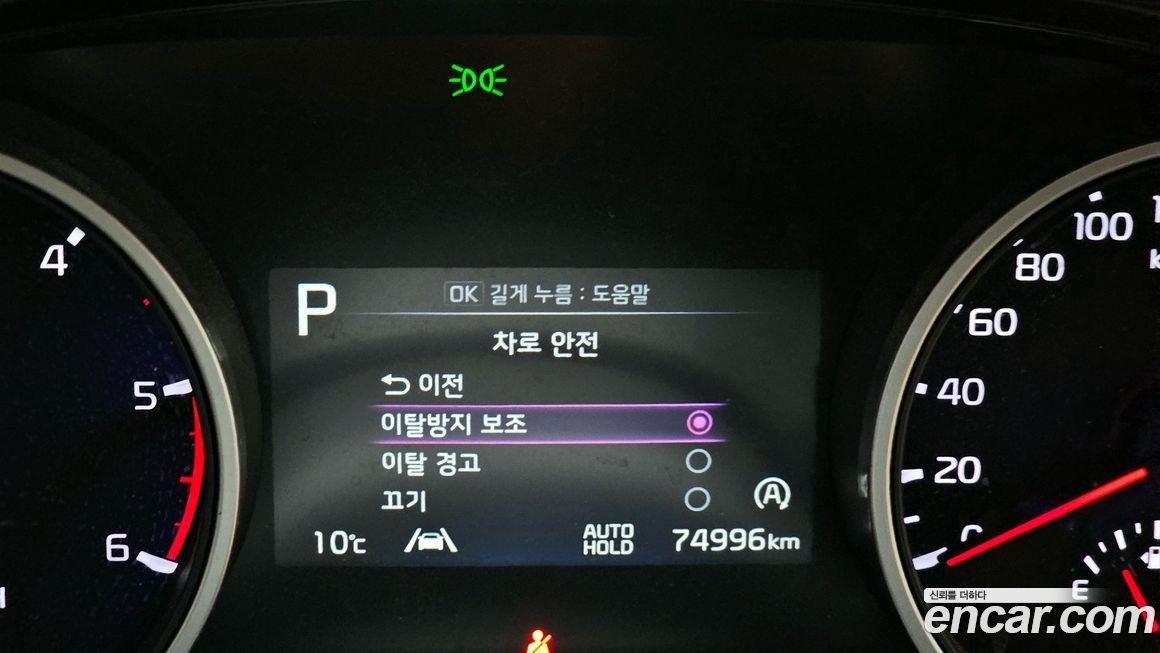 P
OK 길게 누름 : 도움말
차로 안전
이전
이탈방지 보조
이탈 경고
끄기
A
10℃
AUTO HOLD
74996km
4
5
6
100
80
60
40
20
0
E
신뢰를 더하다
encar.com